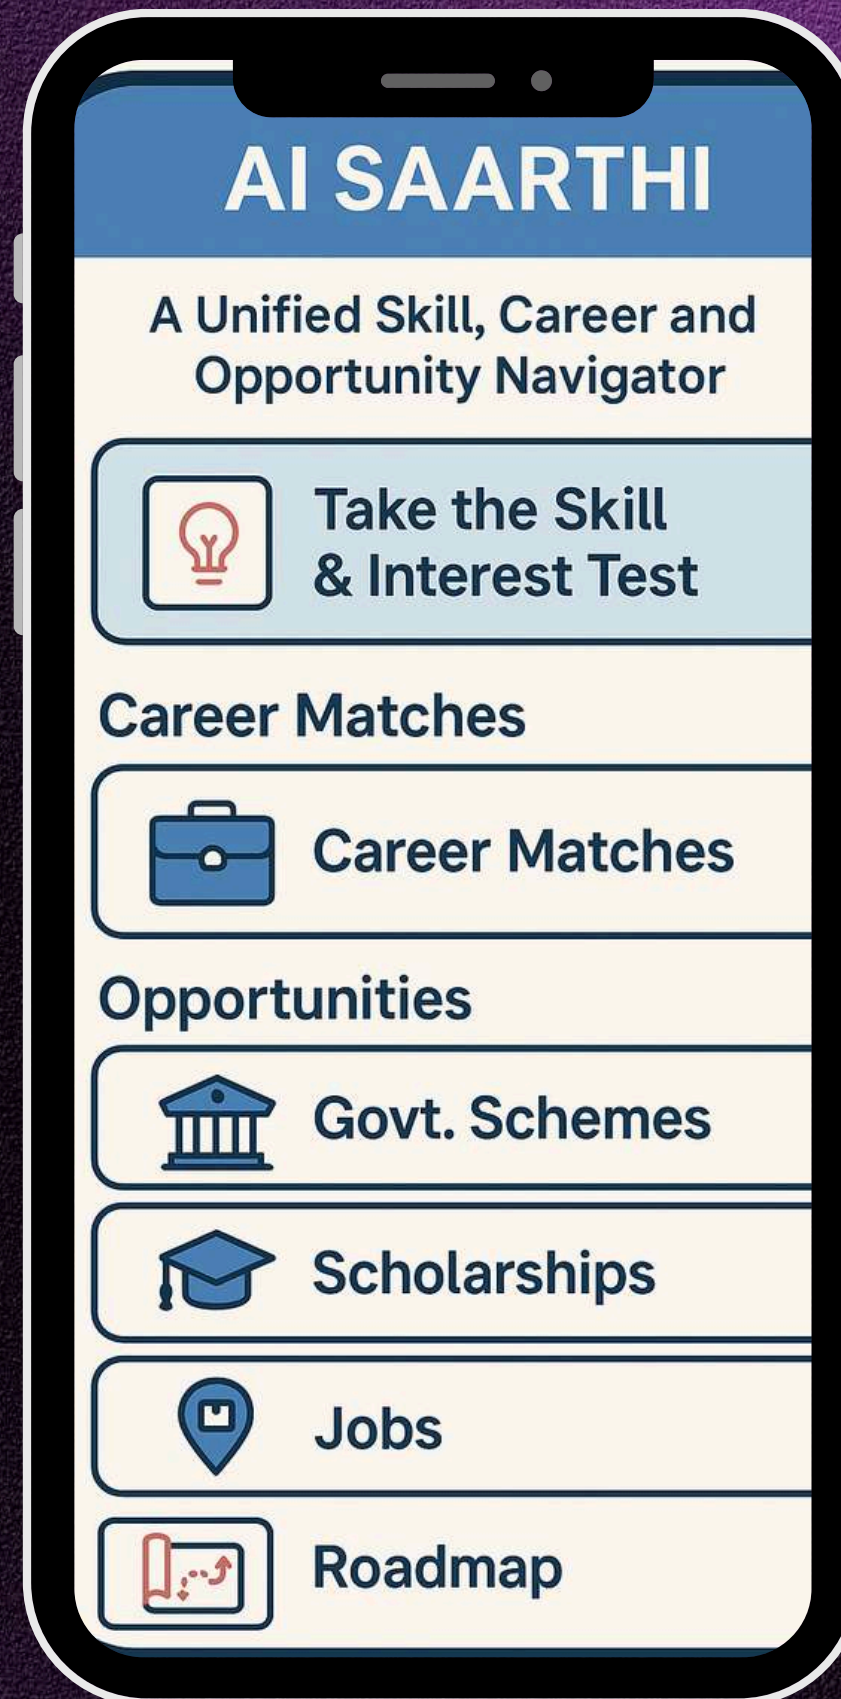 AI SAARTHI
A Unified Skill, Career and
Opportunity Navigator
Take the Skill
& Interest Test
Career Matches
Career Matches
Opportunities
Govt. Schemes
Scholarships
Jobs
Roadmap